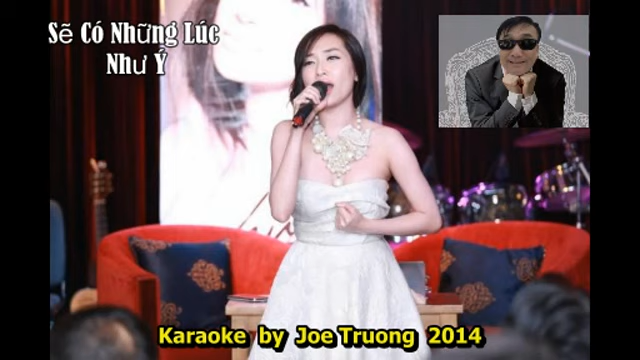 Sẽ Có Những Lúc
Như Ý
Karaoke by Joe Truong 2014